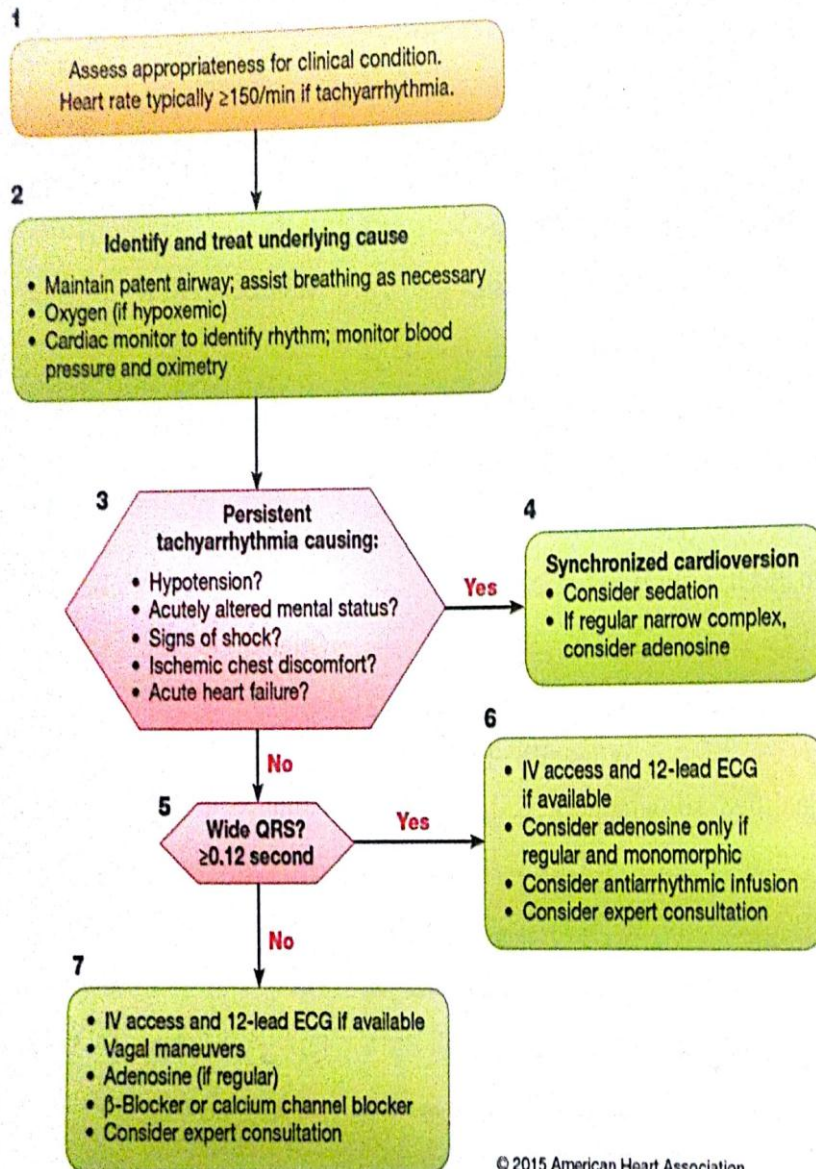 1
Assess appropriateness for clinical condition.
Heart rate typically ≥150/min if tachyarrhythmia.
2
Identify and treat underlying cause
• Maintain patent airway; assist breathing as necessary
• Oxygen (if hypoxemic)
• Cardiac monitor to identify rhythm; monitor blood
pressure and oximetry
3
Persistent
tachyarrhythmia causing:
• Hypotension?
• Acutely altered mental status?
• Signs of shock?
• Ischemic chest discomfort?
• Acute heart failure?
Yes
4
Synchronized cardioversion
• Consider sedation
• If regular narrow complex,
consider adenosine
No
5
Wide QRS?
≥0.12 second
Yes
6
• IV access and 12-lead ECG
if available
• Consider adenosine only if
regular and monomorphic
• Consider antiarrhythmic infusion
• Consider expert consultation
No
7
• IV access and 12-lead ECG if available
• Vagal maneuvers
• Adenosine (if regular)
• β-Blocker or calcium channel blocker
• Consider expert consultation
© 2015 American Heart Association